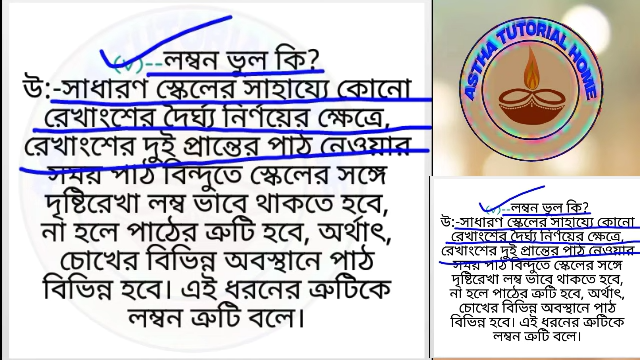 (v)--লম্বন ভুল কি?
উ:-সাধারণ স্কেলের সাহায্যে কোনো
রেখাংশের দৈর্ঘ্য নির্ণয়ের ক্ষেত্রে,
রেখাংশের দুই প্রান্তের পাঠ নেওয়ার
সময় পাঠ বিন্দুতে স্কেলের সঙ্গে
দৃষ্টিরেখা লম্ব ভাবে থাকতে হবে,
না হলে পাঠের ত্রুটি হবে, অর্থাৎ,
চোখের বিভিন্ন অবস্থানে পাঠ
বিভিন্ন হবে। এই ধরনের ত্রুটিকে
লম্বন ত্রুটি বলে।
ASTHA TUTORIAL HOME
(v)--লম্বন ভুল কি?
উ:-সাধারণ স্কেলের সাহায্যে কোনো
রেখাংশের দৈর্ঘ্য নির্ণয়ের ক্ষেত্রে,
রেখাংশের দুই প্রান্তের পাঠ নেওয়ার
সময় পাঠ বিন্দুতে স্কেলের সঙ্গে
দৃষ্টিরেখা লম্ব ভাবে থাকতে হবে,
না হলে পাঠের ত্রুটি হবে, অর্থাৎ,
চোখের বিভিন্ন অবস্থানে পাঠ
বিভিন্ন হবে। এই ধরনের ত্রুটিকে
লম্বন ত্রুটি বলে।